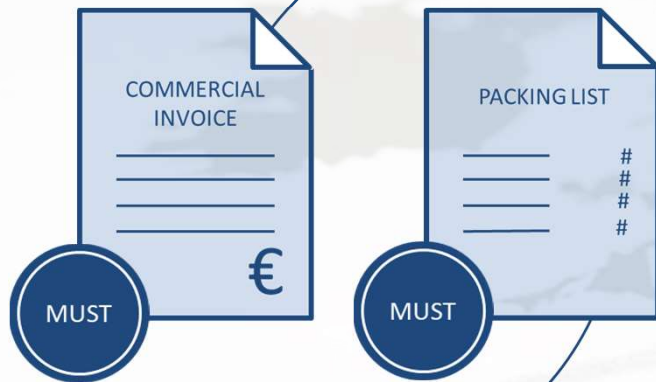 COMMERCIAL
INVOICE
€
MUST
PACKING LIST
#
#
#
#
MUST